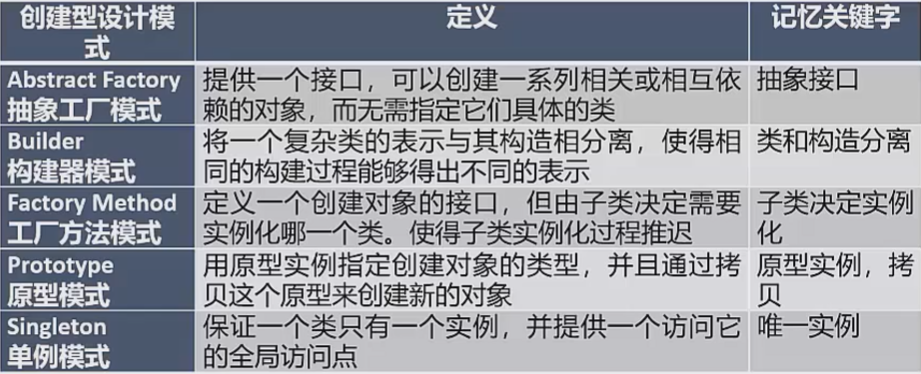 创建型设计模
式
定义
记忆关键字
Abstract Factory
抽象工厂模式
提供一个接口，可以创建一系列相关或相互依
赖的对象，而无需指定它们具体的类
抽象接口
Builder
构建器模式
将一个复杂类的表示与其构造相分离，使得相
同的构建过程能够得出不同的表示
类和构造分离
Factory Method
工厂方法模式
定义一个创建对象的接口，但由子类决定需要
实例化哪一个类。使得子类实例化过程推迟
子类决定实例
化
Prototype
原型模式
用原型实例指定创建对象的类型，并且通过拷
贝这个原型来创建新的对象
原型实例，拷
贝
Singleton
单例模式
保证一个类只有一个实例，并提供一个访问它
的全局访问点
唯一实例